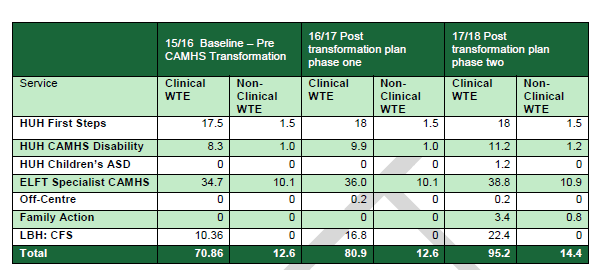 15/16 Baseline – Pre CAMHS Transformation 16/17 Post transformation plan phase one 17/18 Post transformation plan phase two
Service Clinical WTE Non-Clinical WTE Clinical WTE Non-Clinical WTE Clinical WTE Non-Clinical WTE
HUH First Steps 17.5 1.5 18 1.5 18 1.5
HUH CAMHS Disability 8.3 1.0 9.9 1.0 11.2 1.2
HUH Children's ASD 0 0 0 0 1.2 0
ELFT Specialist CAMHS 34.7 10.1 36.0 10.1 38.8 10.9
Off-Centre 0 0 0.2 0 0.2 0
Family Action 0 0 0 0 3.4 0.8
LBH: CFS 10.36 0 16.8 0 22.4 0
Total 70.86 12.6 80.9 12.6 95.2 14.4